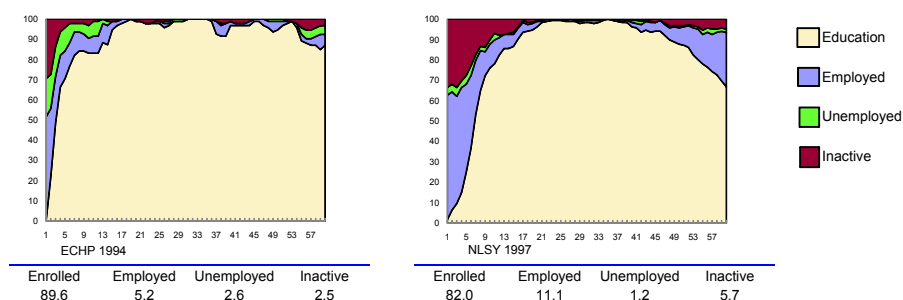 100
90
80
70
60
50
40
30
20
10
0
1 5 9 13 17 21 25 29 33 37 41 45 49 53 57
ECHP 1994
Enrolled Employed Unemployed Inactive
89.6 5.2 2.6 2.5
100
90
80
70
60
50
40
30
20
10
0
1 5 9 13 17 21 25 29 33 37 41 45 49 53 57
NLSY 1997
Enrolled Employed Unemployed Inactive
82.0 11.1 1.2 5.7
Education
Employed
Unemployed
Inactive